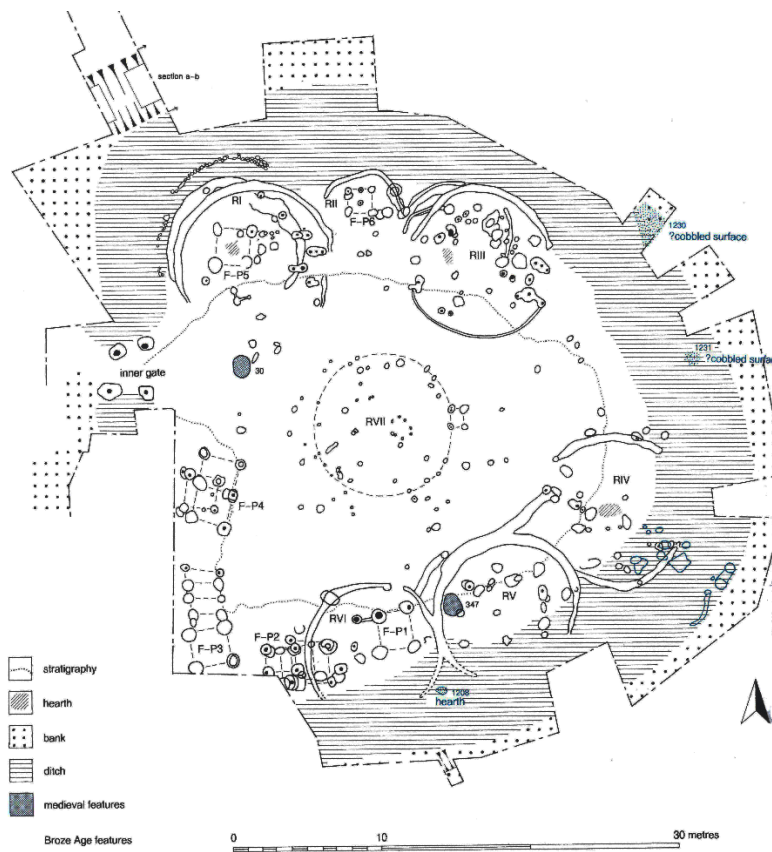 section a-b
RI
RII
F-P6
RIII
F-P5
1230
?cobbled surface
1231
?cobbled surface
inner gate
30
RVII
RIV
F-P4
RV
347
RVI
F-P1
F-P2
F-P3
1208
hearth
stratigraphy
hearth
bank
ditch
medieval features
Broze Age features
0
10
30 metres